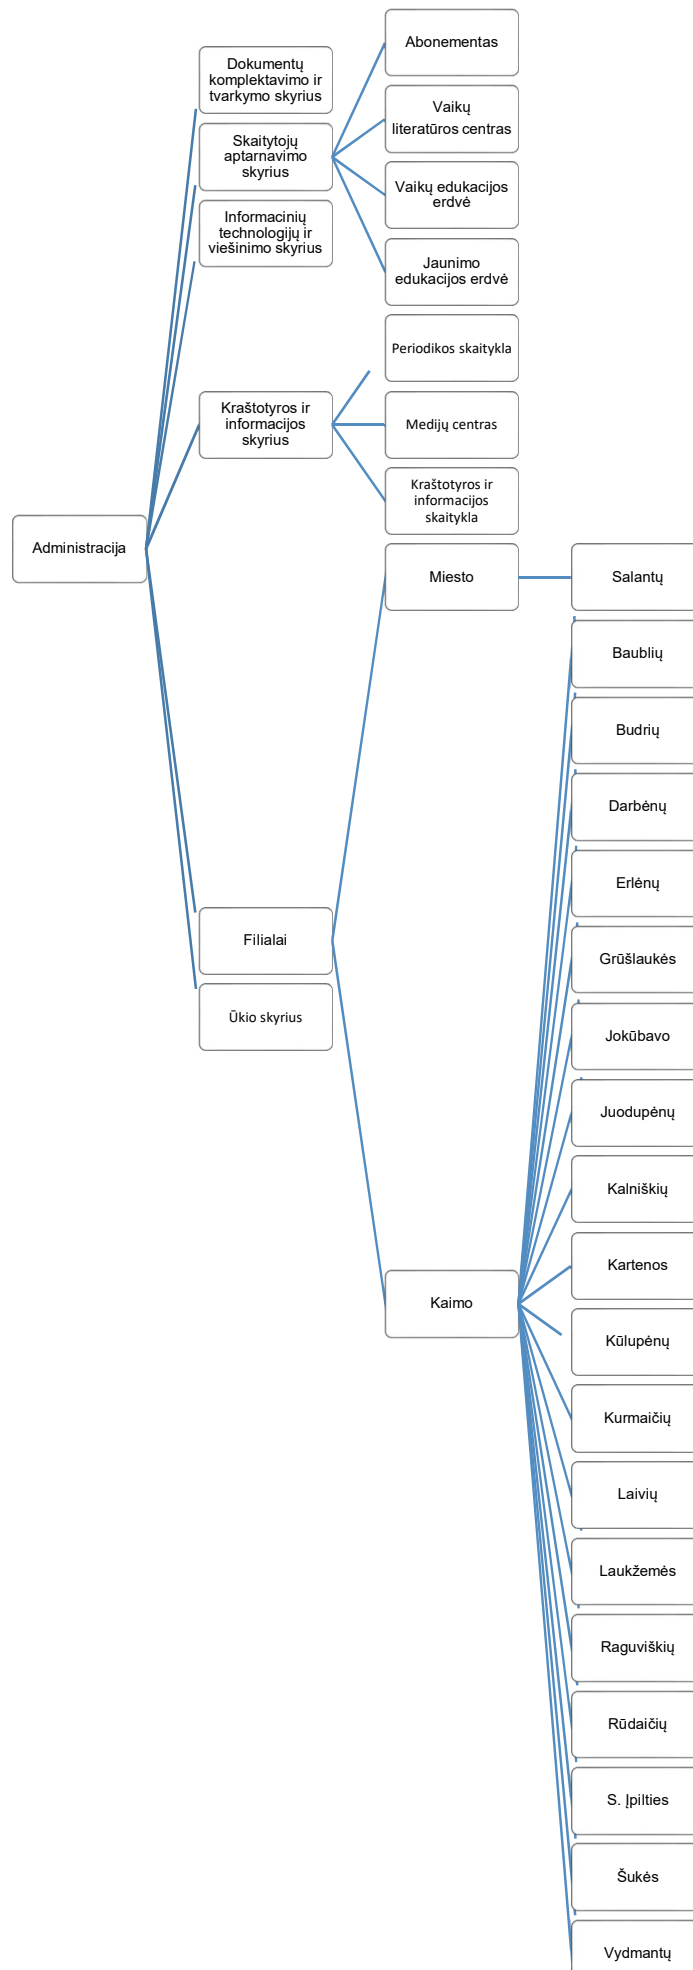 Abonementas
Dokumentų
komplektavimo ir
tvarkymo skyrius
Vaikų
literatūros centras
Skaitytojų
aptarnavimo
skyrius
Vaikų edukacijos
erdvė
Informacinių
technologijų ir
viešinimo skyrius
Jaunimo
edukacijos erdvė
Periodikos skaitykla
Kraštotyros ir
informacijos
skyrius
Medijų centras
Kraštotyros ir
informacijos
skaitykla
Administracija
Miesto
Salantų
Baublių
Budrių
Darbėnų
Erlėnų
Filialai
Grūšlaukės
Ūkio skyrius
Jokūbavo
Juodupėnų
Kalniškių
Kartenos
Kaimo
Kūlupėnų
Kurmaičių
Laivių
Laukžemės
Raguviškių
Rūdaičių
S. Įpilties
Šukės
Vydmantų